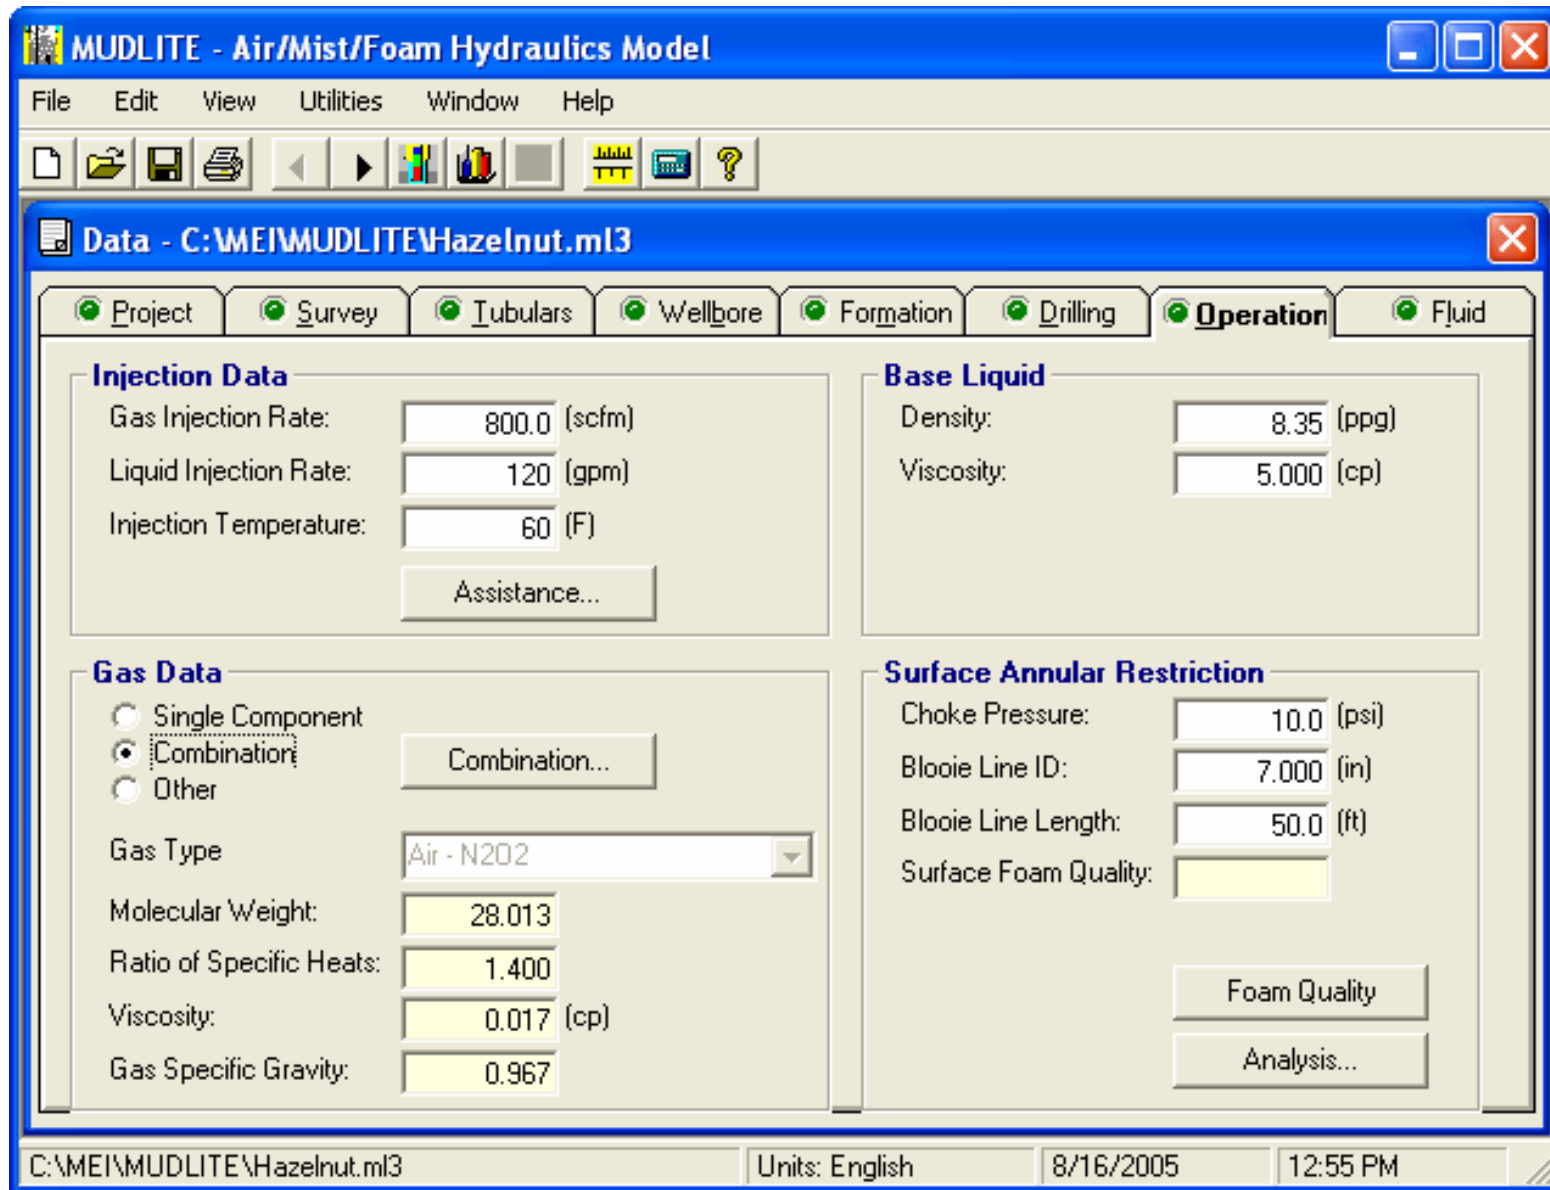 MUDLITE - Air/Mist/Foam Hydraulics Model
File Edit View Utilities Window Help
Data - C:\MEI\MUDLITE\Hazelnut.ml3
Project Survey Tubulars Wellbore Formation Drilling Operation Fluid
Injection Data
Gas Injection Rate: 800.0 (scfm)
Liquid Injection Rate: 120 (gpm)
Injection Temperature: 60 (F)
Assistance...
Base Liquid
Density: 8.35 (ppg)
Viscosity: 5.000 (cp)
Gas Data
Single Component
Combination
Combination...
Other
Gas Type Air - N2O2
Molecular Weight: 28.013
Ratio of Specific Heats: 1.400
Viscosity: 0.017 (cp)
Gas Specific Gravity: 0.967
Surface Annular Restriction
Choke Pressure: 10.0 (psi)
Blooie Line ID: 7.000 (in)
Blooie Line Length: 50.0 (ft)
Surface Foam Quality:
Foam Quality
Analysis...
C:\MEI\MUDLITE\Hazelnut.ml3 Units: English 8/16/2005 12:55 PM